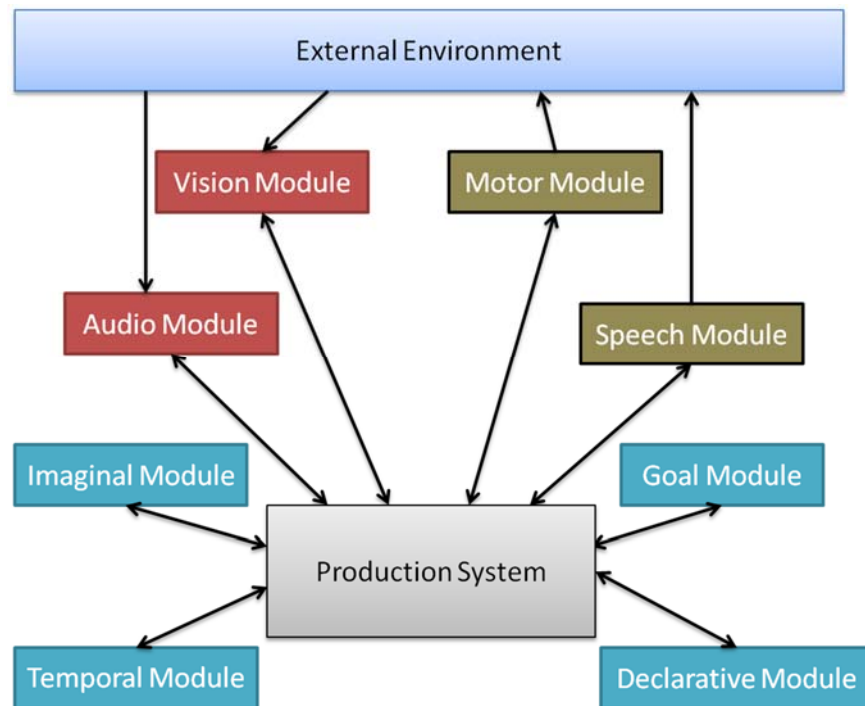 External Environment
Vision Module
Motor Module
Audio Module
Speech Module
Imaginal Module
Goal Module
Production System
Temporal Module
Declarative Module